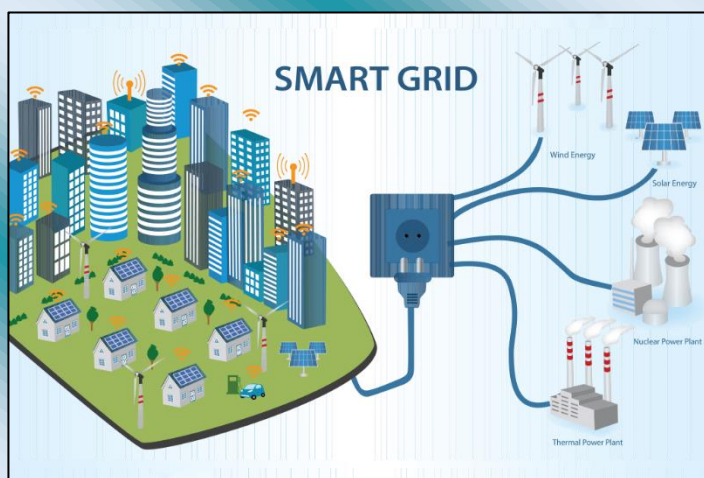 SMART GRID
Wind Energy
Solar Energy
Nuclear Power Plant
Thermal Power Plant